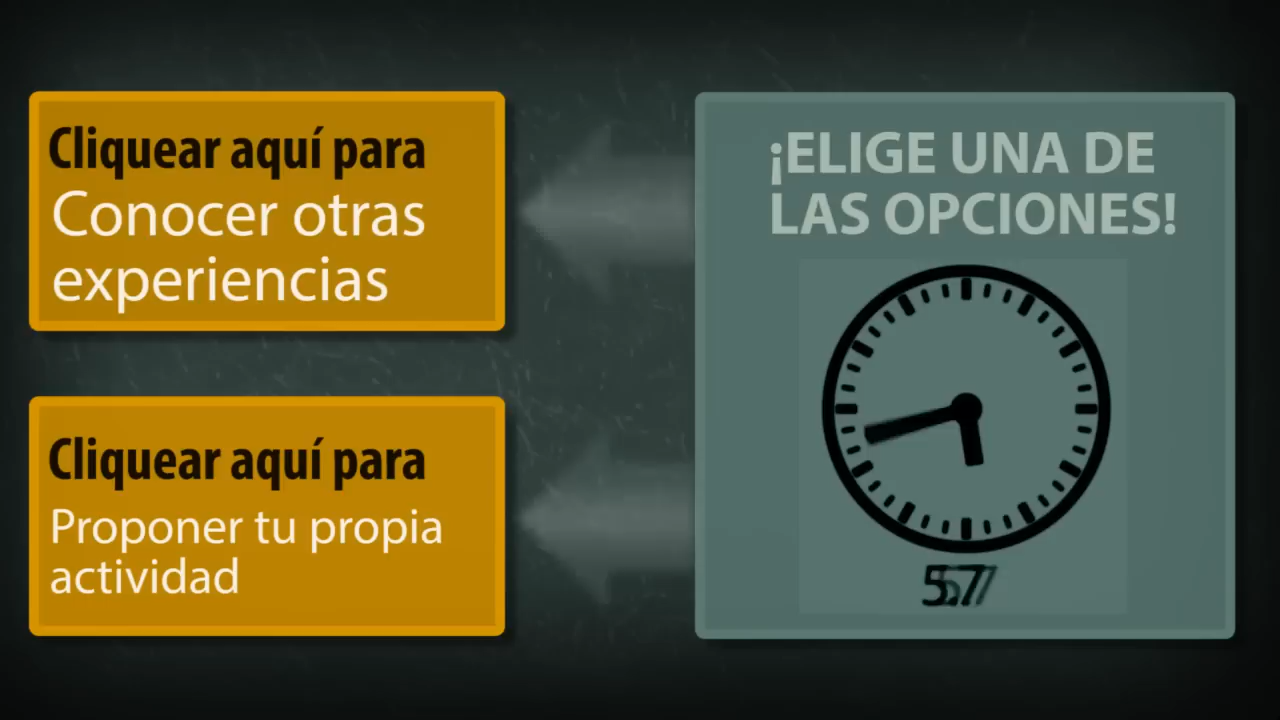 Cliquear aquí para
Conocer otras
experiencias
Cliquear aquí para
Proponer tu propia
actividad
¡ELIGE UNA DE
LAS OPCIONES!